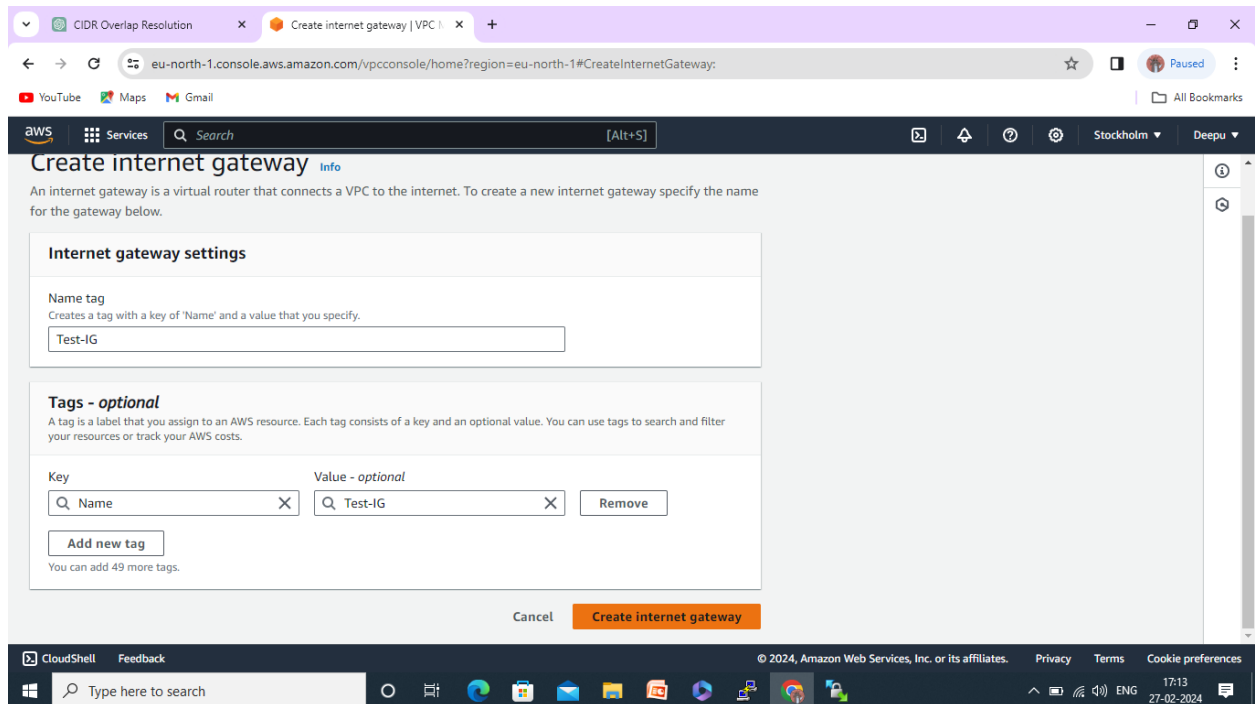 CIDR Overlap Resolution
Create internet gateway | VPC
eu-north-1.console.aws.amazon.com/vpcconsole/home?region=eu-north-1#CreateInternetGateway:
Paused
YouTube Maps Gmail
All Bookmarks
aws Services Search [Alt+S] Stockholm Deepu
Create internet gateway Info
An internet gateway is a virtual router that connects a VPC to the internet. To create a new internet gateway specify the name
for the gateway below.
Internet gateway settings
Name tag
Creates a tag with a key of 'Name' and a value that you specify.
Test-IG
Tags - optional
A tag is a label that you assign to an AWS resource. Each tag consists of a key and an optional value. You can use tags to search and filter
your resources or track your AWS costs.
Key Value - optional
Name Test-IG Remove
Add new tag
You can add 49 more tags.
Cancel Create internet gateway
CloudShell Feedback © 2024, Amazon Web Services, Inc. or its affiliates. Privacy Terms Cookie preferences
Type here to search
ENG
17:13
27-02-2024